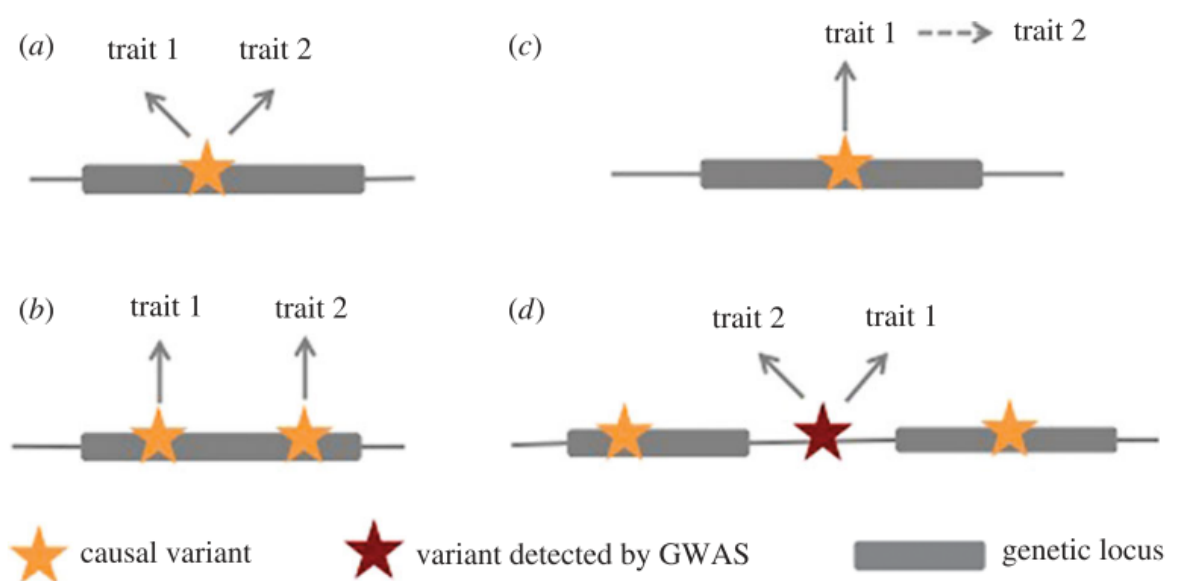 (a) trait 1 trait 2
(c) trait 1 trait 2
(b) trait 1 trait 2
(d) trait 2 trait 1
causal variant
variant detected by GWAS
genetic locus